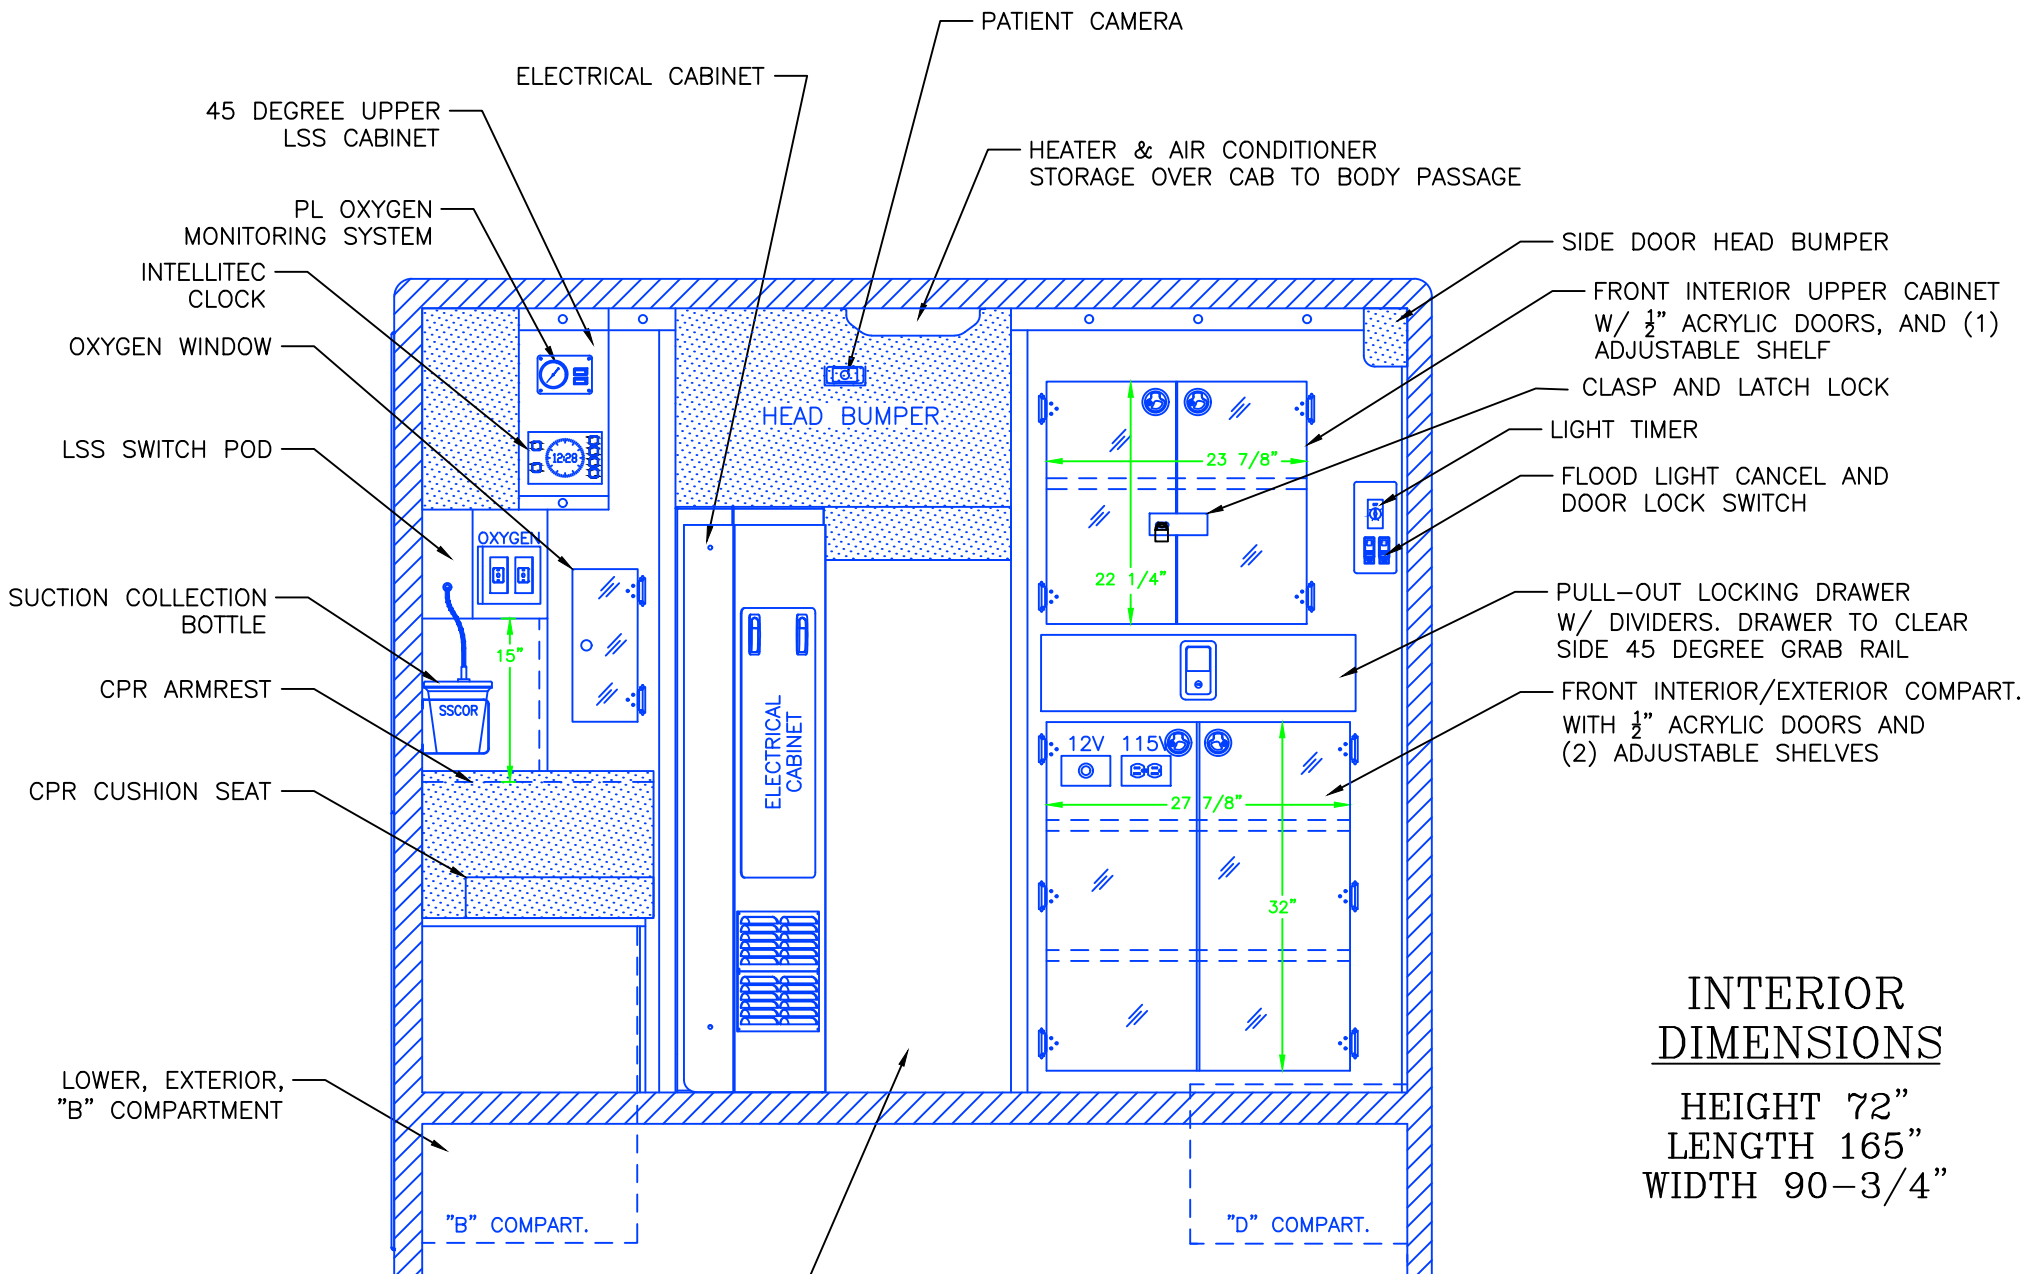 PATIENT CAMERA
ELECTRICAL CABINET
45 DEGREE UPPER
LSS CABINET
HEATER & AIR CONDITIONER
STORAGE OVER CAB TO BODY PASSAGE
PL OXYGEN
MONITORING SYSTEM
INTELLITEC
CLOCK
OXYGEN WINDOW
LSS SWITCH POD
SUCTION COLLECTION
BOTTLE
CPR ARMREST
CPR CUSHION SEAT
LOWER, EXTERIOR,
"B" COMPARTMENT
SIDE DOOR HEAD BUMPER
FRONT INTERIOR UPPER CABINET
W/ 1/2" ACRYLIC DOORS, AND (1)
ADJUSTABLE SHELF
CLASP AND LATCH LOCK
LIGHT TIMER
FLOOD LIGHT CANCEL AND
DOOR LOCK SWITCH
PULL-OUT LOCKING DRAWER
W/ DIVIDERS. DRAWER TO CLEAR
SIDE 45 DEGREE GRAB RAIL
FRONT INTERIOR/EXTERIOR COMPART.
WITH 1/2" ACRYLIC DOORS AND
(2) ADJUSTABLE SHELVES
HEAD BUMPER
12:28
OXYGEN
15"
SSCOR
ELECTRICAL
CABINET
23 7/8"
22 1/4"
12V 115V
27 7/8"
32"
"B" COMPART.
"D" COMPART.
INTERIOR
DIMENSIONS
HEIGHT 72"
LENGTH 165"
WIDTH 90-3/4"